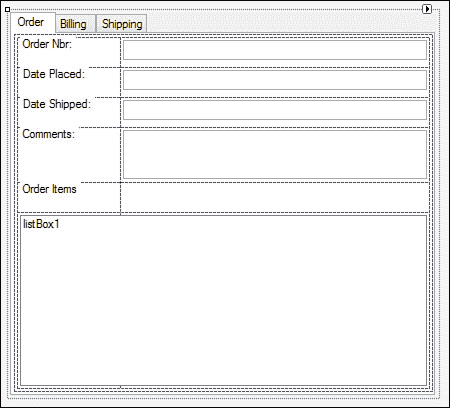 Order Billing Shipping
Order Nbr:
Date Placed:
Date Shipped:
Comments:
Order Items
listBox1